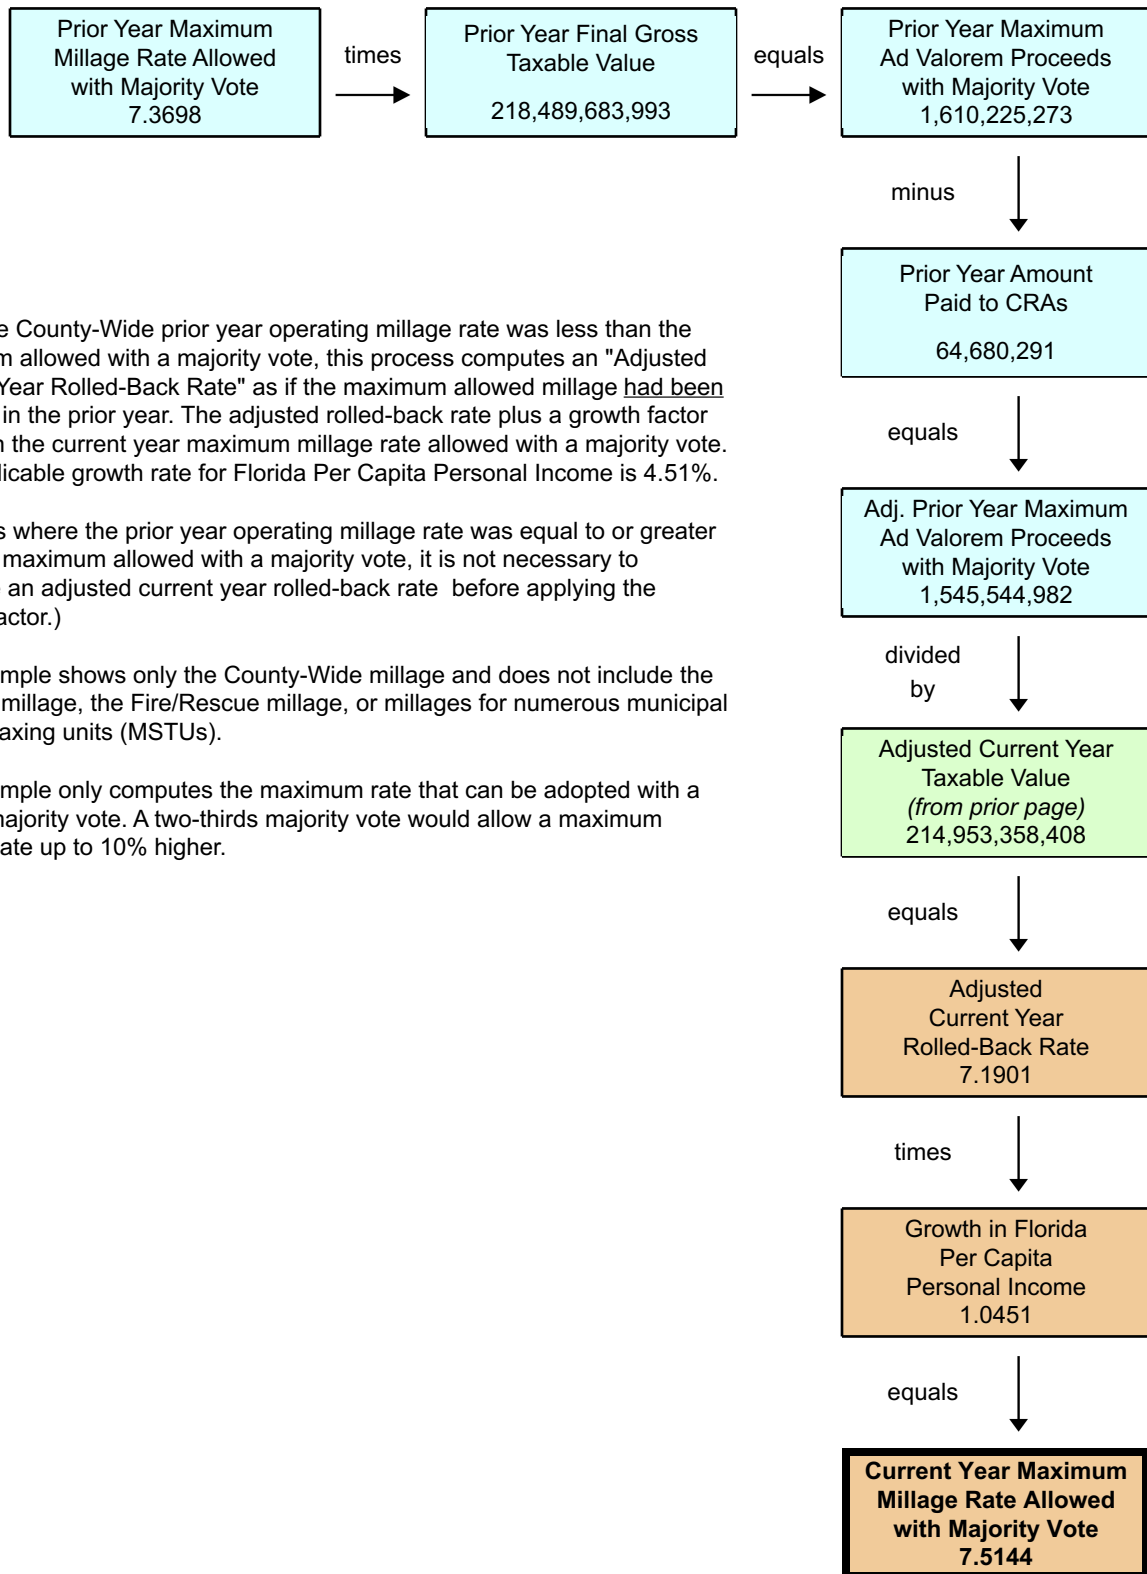 Prior Year Maximum
Millage Rate Allowed
with Majority Vote
7.3698
times
Prior Year Final Gross
Taxable Value
218,489,683,993
equals
Prior Year Maximum
Ad Valorem Proceeds
with Majority Vote
1,610,225,273
minus
Prior Year Amount
Paid to CRAs
64,680,291
equals
Adj. Prior Year Maximum
Ad Valorem Proceeds
with Majority Vote
1,545,544,982
divided
by
Adjusted Current Year
Taxable Value
(from prior page)
214,953,358,408
equals
Adjusted
Current Year
Rolled-Back Rate
7.1901
times
Growth in Florida
Per Capita
Personal Income
1.0451
equals
Current Year Maximum
Millage Rate Allowed
with Majority Vote
7.5144
County-Wide prior year operating millage rate was less than the
allowed with a majority vote, this process computes an "Adjusted
Year Rolled-Back Rate" as if the maximum allowed millage had been
in the prior year. The adjusted rolled-back rate plus a growth factor
the current year maximum millage rate allowed with a majority vote.
growth rate for Florida Per Capita Personal Income is 4.51%.
where the prior year operating millage rate was equal to or greater
maximum allowed with a majority vote, it is not necessary to
an adjusted current year rolled-back rate before applying the
shows only the County-Wide millage and does not include the
millage, the Fire/Rescue millage, or millages for numerous municipal
taxing units (MSTUs).
only computes the maximum rate that can be adopted with a
majority vote. A two-thirds majority vote would allow a maximum
rate up to 10% higher.